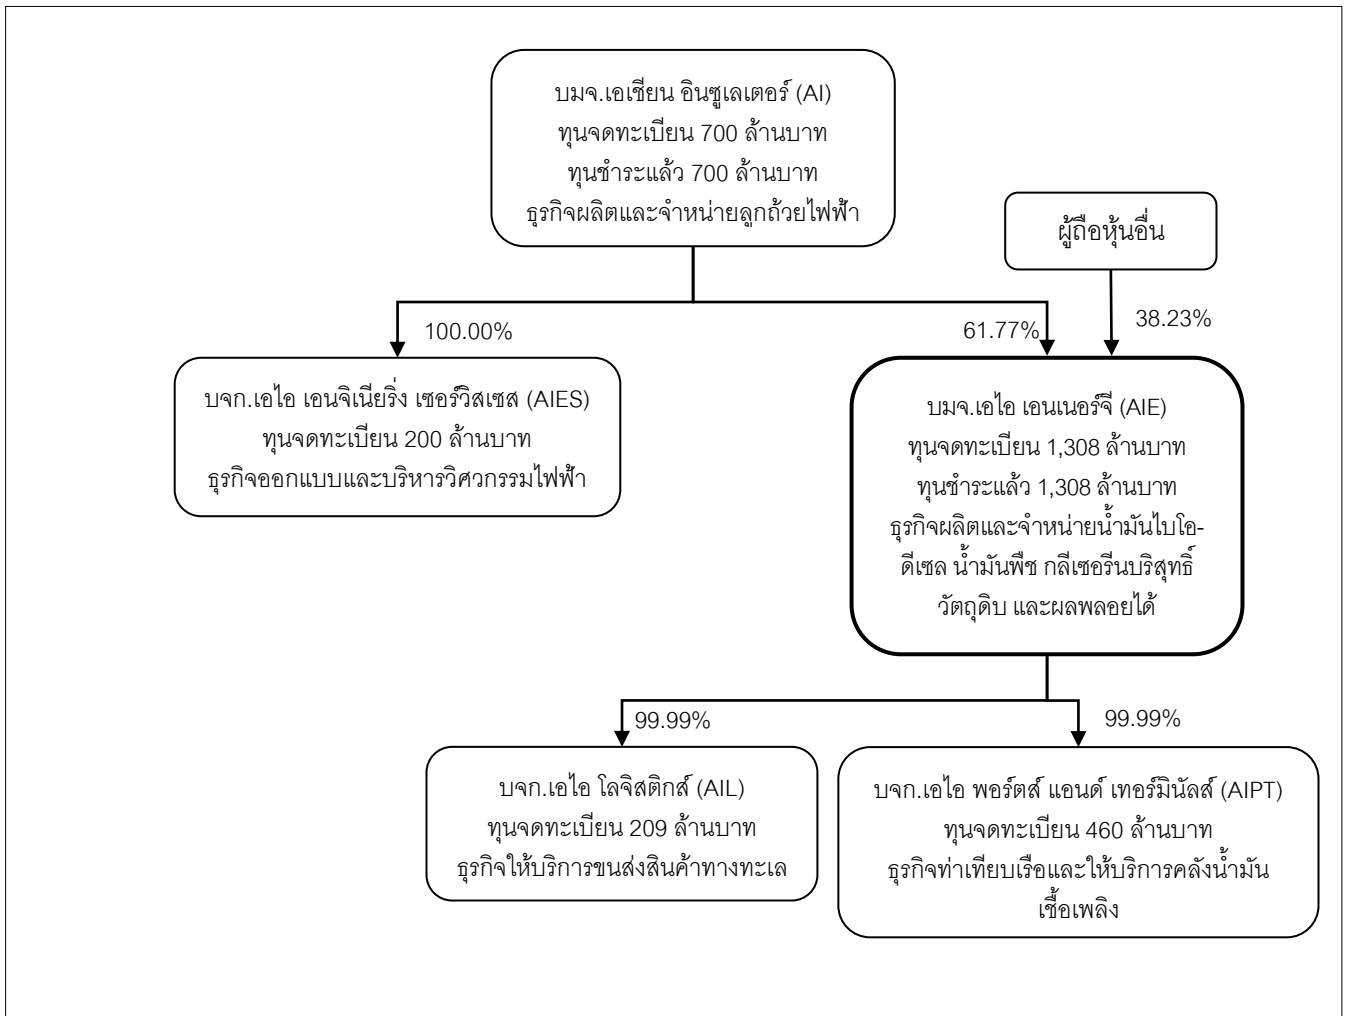 บมจ.เอเชียน อินซูเลเตอร์ (AI)
ทุนจดทะเบียน 700 ล้านบาท
ทุนชำระแล้ว 700 ล้านบาท
ธุรกิจผลิตและจำหน่ายลูกถ้วยไฟฟ้า
ผู้ถือหุ้นอื่น
100.00%
61.77%
38.23%
บจก.เอไอ เอนจิเนียริ่ง เซอร์วิสเซส (AIES)
ทุนจดทะเบียน 200 ล้านบาท
ธุรกิจออกแบบและบริหารวิศวกรรมไฟฟ้า
บมจ.เอไอ เอนเนอร์จี (AIE)
ทุนจดทะเบียน 1,308 ล้านบาท
ทุนชำระแล้ว 1,308 ล้านบาท
ธุรกิจผลิตและจำหน่ายน้ำมันไบโอ-
ดีเซล น้ำมันพืช กลีเซอรีนบริสุทธิ์
วัตถุดิบ และผลพลอยได้
99.99%
99.99%
บจก.เอไอ โลจิสติกส์ (AIL)
ทุนจดทะเบียน 209 ล้านบาท
ธุรกิจให้บริการขนส่งสินค้าทางทะเล
บจก.เอไอ พอร์ตส์ แอนด์ เทอร์มินัลส์ (AIPT)
ทุนจดทะเบียน 460 ล้านบาท
ธุรกิจท่าเทียบเรือและให้บริการคลังน้ำมัน
เชื้อเพลิง